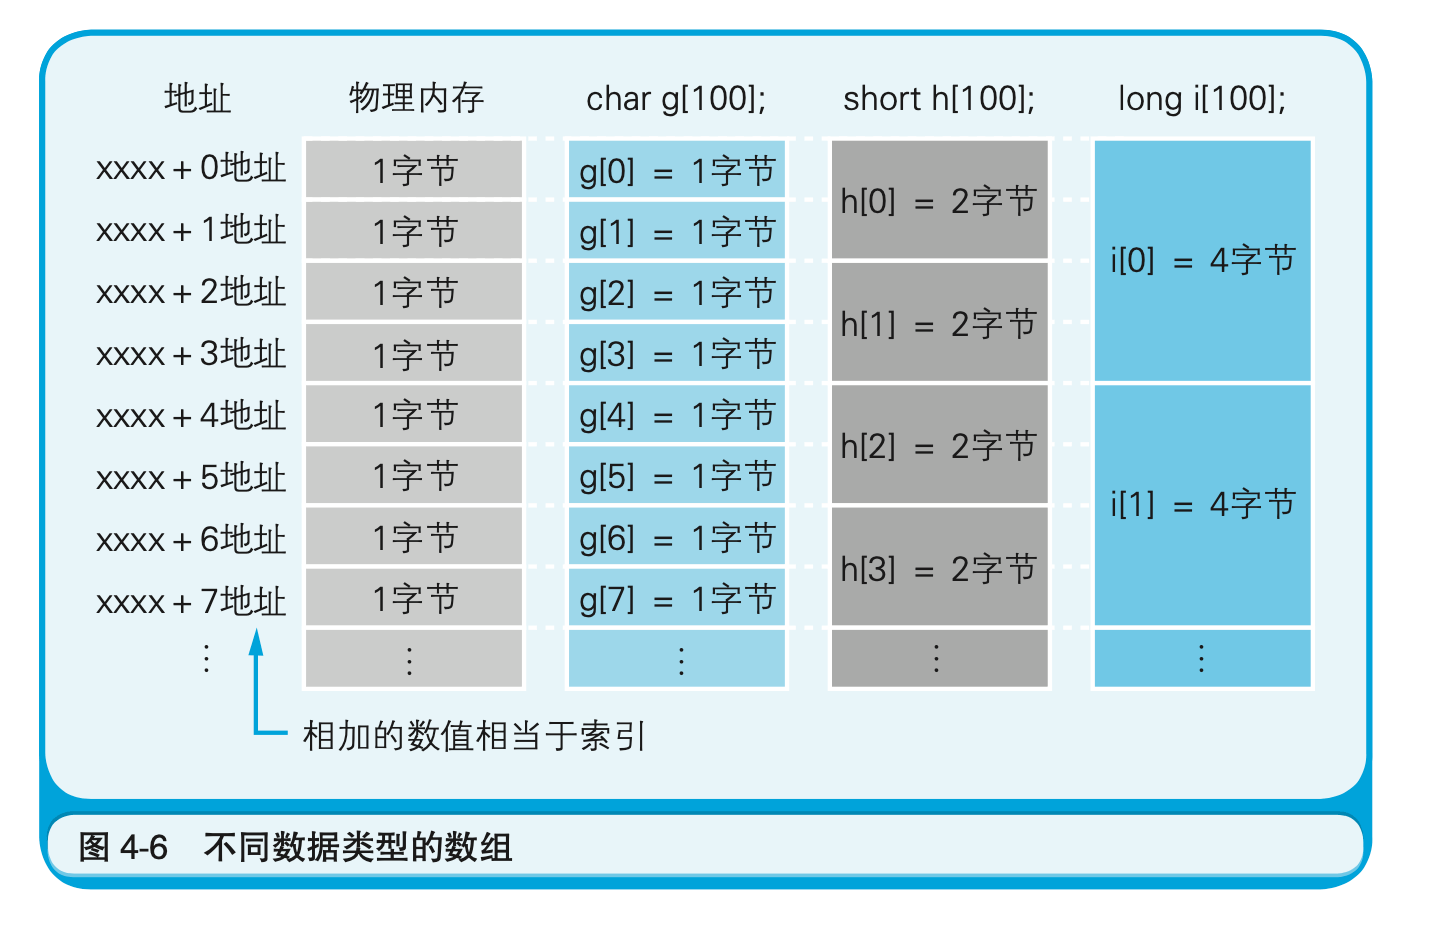 地址 物理内存 char g[100]; short h[100]; long i[100];
xxxx+0地址 1字节 g[0] = 1字节 h[0] = 2字节 i[0] = 4字节
xxxx+1地址 1字节 g[1] = 1字节
xxxx+2地址 1字节 g[2] = 1字节 h[1] = 2字节
xxxx+3地址 1字节 g[3] = 1字节
xxxx+4地址 1字节 g[4] = 1字节 h[2] = 2字节 i[1] = 4字节
xxxx+5地址 1字节 g[5] = 1字节
xxxx+6地址 1字节 g[6] = 1字节 h[3] = 2字节
xxxx+7地址 1字节 g[7] = 1字节
⋮ ⋮ ⋮ ⋮ ⋮
相加的数值相当于索引
图 4-6 不同数据类型的数组